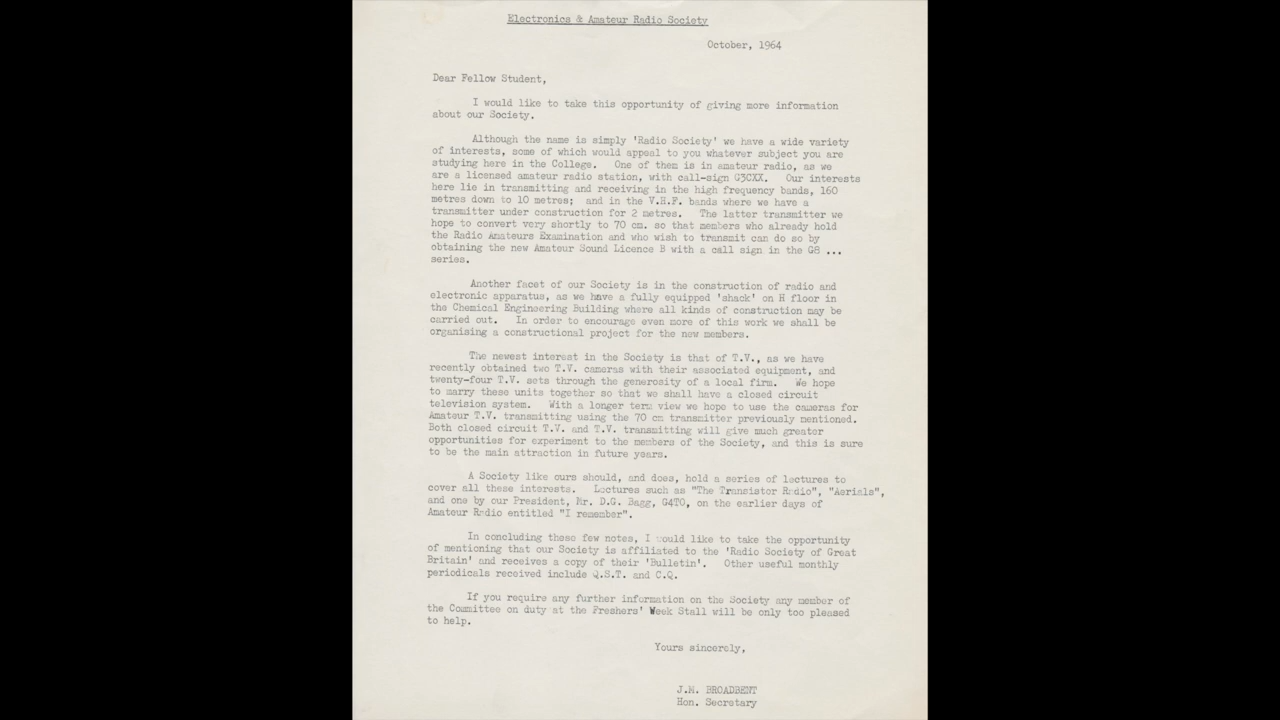 Electronics & Amateur Radio Society
October, 1964
Dear Fellow Student,
I would like to take this opportunity of giving more information
about our Society.
Although the name is simply 'Radio Society' we have a wide variety
of interests, some of which would appeal to you whatever subject you are
studying here in the College. One of them is in amateur radio, as we
are a licensed amateur radio station, with call-sign G3CXX. Our interests
here lie in transmitting and receiving in the high frequency bands, 160
metres down to 10 metres; and in the V.H.F. bands where we have a
transmitter under construction for 2 metres. The latter transmitter we
hope to convert very shortly to 70 cm. so that members who already hold
the Radio Amateurs Examination and who wish to transmit can do so by
obtaining the new Amateur Sound Licence B with a call sign in the G8 ...
series.
Another facet of our Society is in the construction of radio and
electronic apparatus, as we have a fully equipped 'shack' on H floor in
the Chemical Engineering Building where all kinds of construction may be
carried out. In order to encourage even more of this work we shall be
organising a constructional project for the new members.
The newest interest in the Society is that of T.V., as we have
recently obtained two T.V. cameras with their associated equipment, and
twenty-four T.V. sets through the generosity of a local firm. We hope
to marry these units together so that we shall have a closed circuit
television system. With a longer term view we hope to use the cameras for
Amateur T.V. transmitting using the 70 cm transmitter previously mentioned.
Both closed circuit T.V. and T.V. transmitting will give much greater
opportunities for experiment to the members of the Society, and this is sure
to be the main attraction in future years.
A Society like ours should, and does, hold a series of lectures to
cover all these interests. Lectures such as "The Transistor Radio", "Aerials",
and one by our President, Mr. D.G. Bagg, G4TO, on the earlier days of
Amateur Radio entitled "I remember".
In concluding these few notes, I would like to take the opportunity
of mentioning that our Society is affiliated to the 'Radio Society of Great
Britain' and receives a copy of their 'Bulletin'. Other useful monthly
periodicals received include Q.S.T. and C.Q.
If you require any further information on the Society any member of
the Committee on duty at the Freshers' Week Stall will be only too pleased
to help.
Yours sincerely,
J.M. BROADBENT
Hon. Secretary